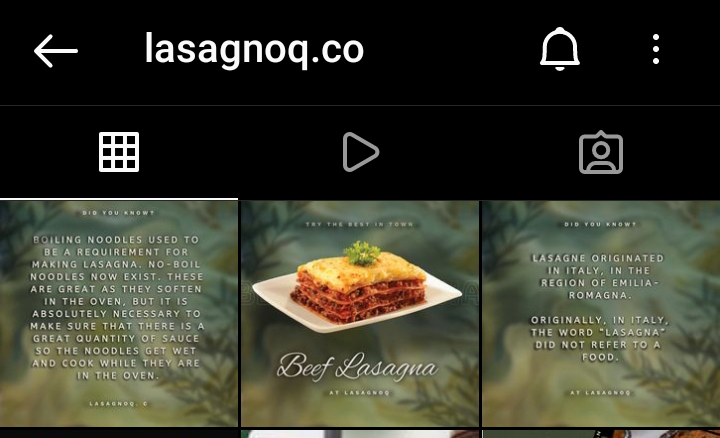 lasagnoq.co
DID YOU KNOW?
BOILING NOODLES USED TO
BE A REQUIREMENT FOR
MAKING LASAGNA. NO-BOIL
NOODLES NOW EXIST. THESE
ARE GREAT AS THEY SOFTEN
IN THE OVEN, BUT IT IS
ABSOLUTELY NECESSARY TO
MAKE SURE THAT THERE IS A
GREAT QUANTITY OF SAUCE
SO THE NOODLES GET WET
AND COOK WHILE THEY ARE
IN THE OVEN.
LASAGNOQ. C
TRY THE BEST IN TOWN
Beef Lasagna
AT LASAGNOQ
DID YOU KNOW?
LASAGNE ORIGINATED
IN ITALY, IN THE
REGION OF EMILIA-
ROMAGNA.
ORIGINALLY, IN ITALY,
THE WORD "LASAGNA"
DID NOT REFER TO A
FOOD.
AT LASAGNOQ